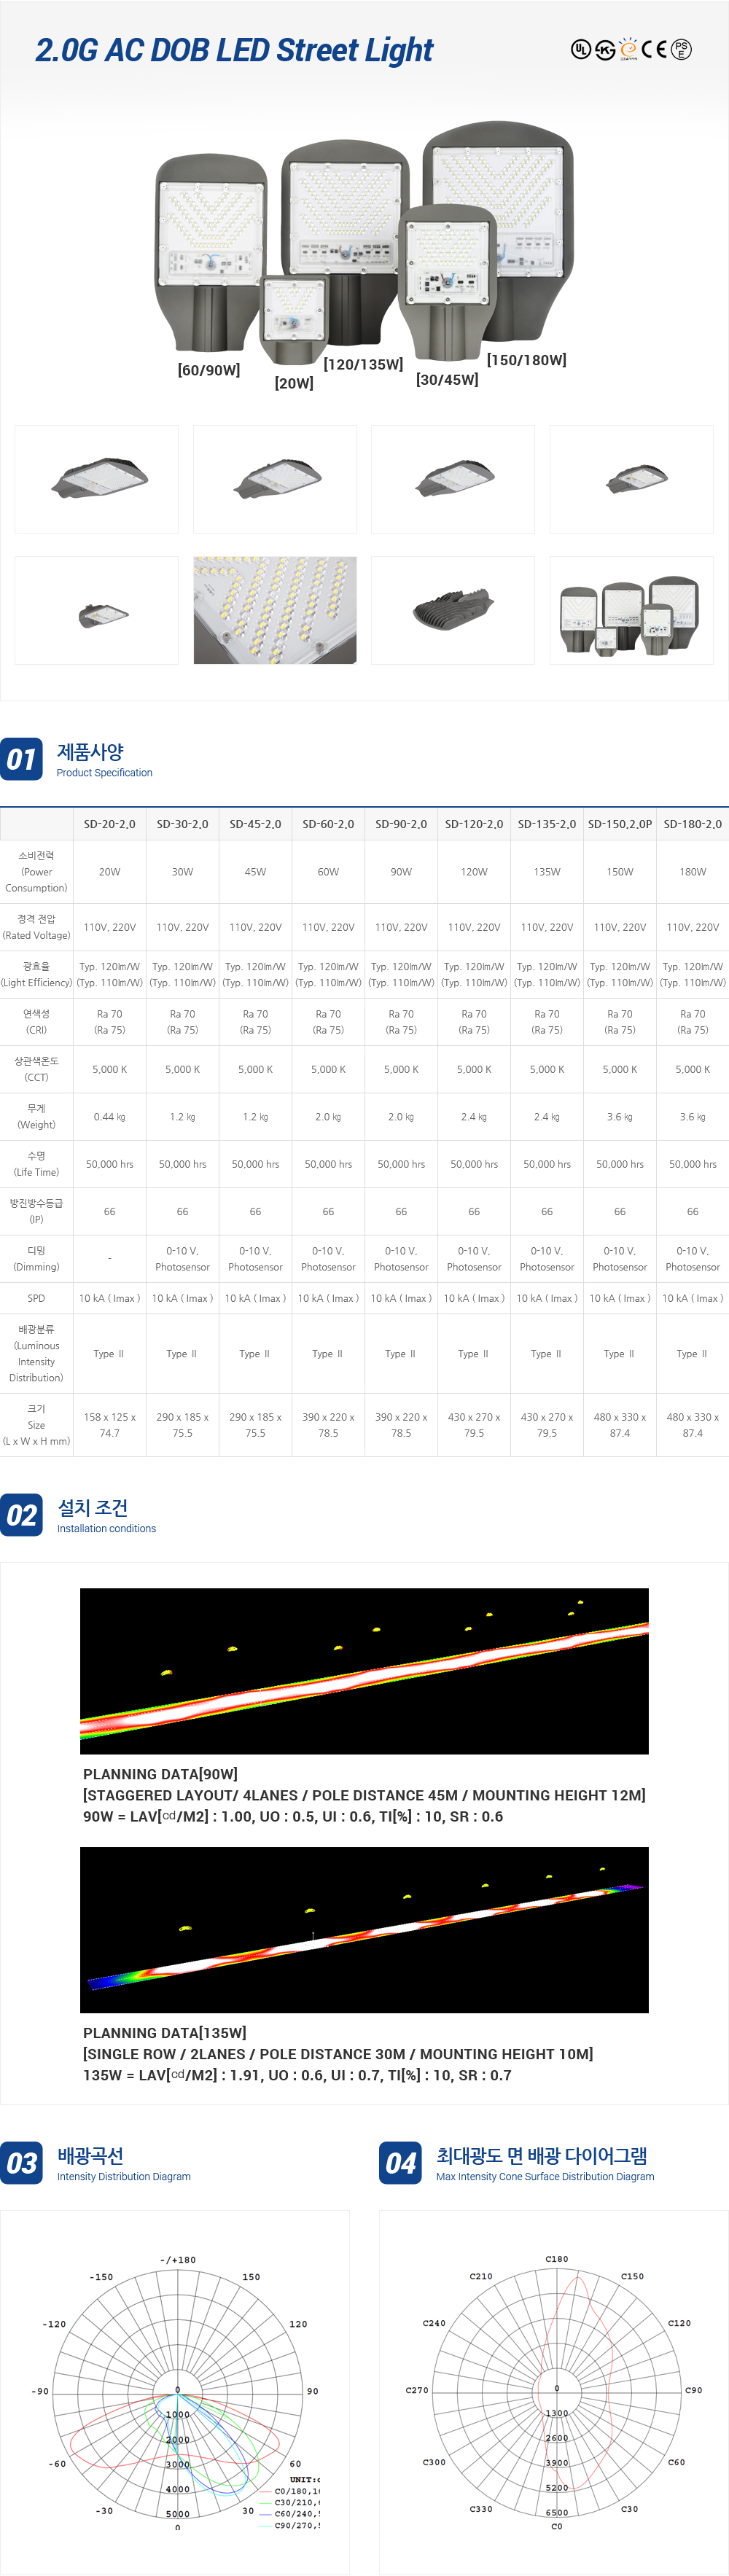 2.0G AC DOB LED Street Light
UL
CE
PS
E
[60/90W]
[20W]
[120/135W]
[30/45W]
[150/180W]
01 제품사양
Product Specification
SD-20-2.0 SD-30-2.0 SD-45-2.0 SD-60-2.0 SD-90-2.0 SD-120-2.0 SD-135-2.0 SD-150.2.0P SD-180-2.0
소비전력
(Power
Consumption)
20W 30W 45W 60W 90W 120W 135W 150W 180W
정격 전압
(Rated Voltage)
110V, 220V 110V, 220V 110V, 220V 110V, 220V 110V, 220V 110V, 220V 110V, 220V 110V, 220V 110V, 220V
광효율
(Light Efficiency)
Typ. 120lm/W Typ. 120lm/W Typ. 120lm/W Typ. 120lm/W Typ. 120lm/W Typ. 120lm/W Typ. 120lm/W Typ. 120lm/W Typ. 120lm/W
(Typ. 110lm/W) (Typ. 110lm/W) (Typ. 110lm/W) (Typ. 110lm/W) (Typ. 110lm/W) (Typ. 110lm/W) (Typ. 110lm/W) (Typ. 110lm/W) (Typ. 110lm/W)
연색성
(CRI)
Ra 70 Ra 70 Ra 70 Ra 70 Ra 70 Ra 70 Ra 70 Ra 70 Ra 70
(Ra 75) (Ra 75) (Ra 75) (Ra 75) (Ra 75) (Ra 75) (Ra 75) (Ra 75) (Ra 75)
상관색온도
(CCT)
5,000 K 5,000 K 5,000 K 5,000 K 5,000 K 5,000 K 5,000 K 5,000 K 5,000 K
무게
(Weight)
0.44 ㎏ 1.2 ㎏ 1.2 ㎏ 2.0 ㎏ 2.0 ㎏ 2.4 ㎏ 2.4 ㎏ 3.6 ㎏ 3.6 ㎏
수명
(Life Time)
50,000 hrs 50,000 hrs 50,000 hrs 50,000 hrs 50,000 hrs 50,000 hrs 50,000 hrs 50,000 hrs 50,000 hrs
방진방수등급
(IP)
66 66 66 66 66 66 66 66 66
디밍
(Dimming)
- 0-10 V, 0-10 V, 0-10 V, 0-10 V, 0-10 V, 0-10 V, 0-10 V, 0-10 V,
Photosensor Photosensor Photosensor Photosensor Photosensor Photosensor Photosensor Photosensor
SPD 10 kA ( Imax ) 10 kA ( Imax ) 10 kA ( Imax ) 10 kA ( Imax ) 10 kA ( Imax ) 10 kA ( Imax ) 10 kA ( Imax ) 10 kA ( Imax ) 10 kA ( Imax )
배광분류
(Luminous
Intensity
Distribution)
Type Ⅱ Type Ⅱ Type Ⅱ Type Ⅱ Type Ⅱ Type Ⅱ Type Ⅱ Type Ⅱ Type Ⅱ
크기
Size
(L x W x H mm)
158 x 125 x 290 x 185 x 290 x 185 x 390 x 220 x 390 x 220 x 430 x 270 x 430 x 270 x 480 x 330 x 480 x 330 x
74.7 75.5 75.5 78.5 78.5 79.5 79.5 87.4 87.4
02 설치 조건
Installation conditions
PLANNING DATA[90W]
[STAGGERED LAYOUT/ 4LANES / POLE DISTANCE 45M / MOUNTING HEIGHT 12M]
90W = LAV[㏅/M2] : 1.00, UO : 0.5, UI : 0.6, TI[%] : 10, SR : 0.6
PLANNING DATA[135W]
[SINGLE ROW / 2LANES / POLE DISTANCE 30M / MOUNTING HEIGHT 10M]
135W = LAV[㏅/M2] : 1.91, UO : 0.6, UI : 0.7, TI[%] : 10, SR : 0.7
03 배광곡선
Intensity Distribution Diagram
-/+180
-150 150
-120 120
-90 0 90
1000
2000
-60 3000 60
4000
-30 5000 30
0
UNIT:c
C0/180,1
C30/210,
C60/240,
C90/270,
04 최대광도 면 배광 다이어그램
Max Intensity Cone Surface Distribution Diagram
C180
C210 C150
C240 C120
C270 0 C90
1300
2600
C300 3900 C60
5200
C330 6500 C30
C0